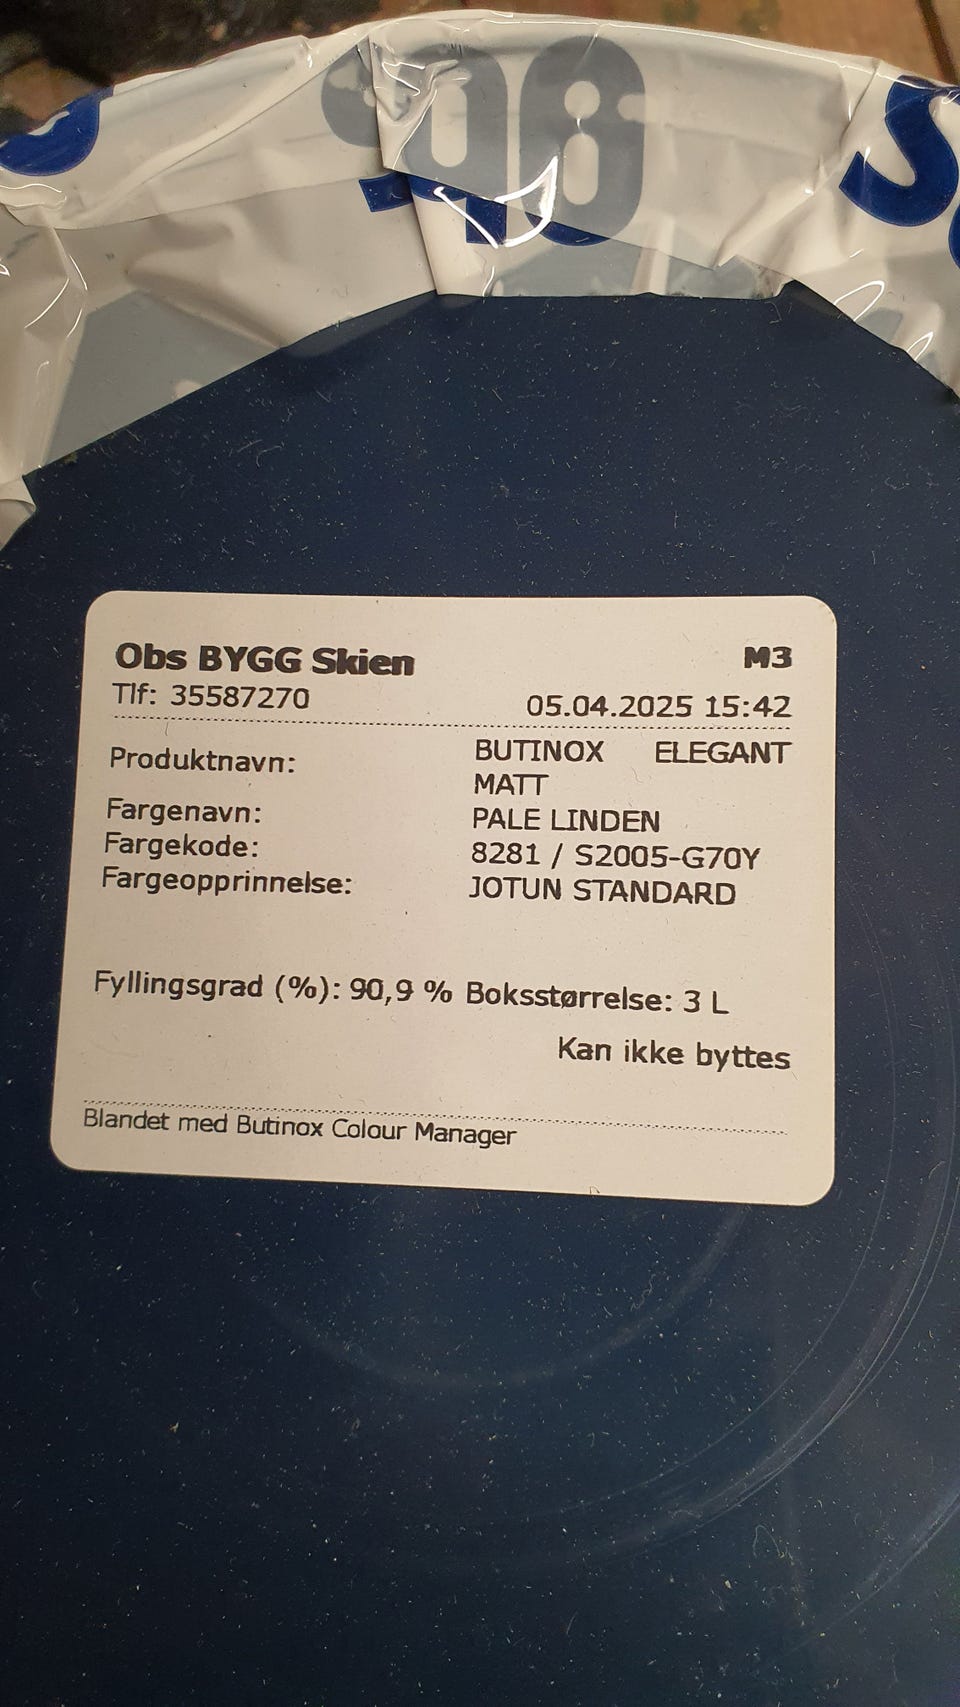 Obs BYGG Skien M3
Tlf: 35587270 05.04.2025 15:42
Produktnavn: BUTINOX ELEGANT
MATT
Fargenavn: PALE LINDEN
Fargekode: 8281 / S2005-G70Y
Fargeopprinnelse: JOTUN STANDARD
Fyllingsgrad (%): 90,9 % Boksstørrelse: 3 L
Kan ikke byttes
Blandet med Butinox Colour Manager